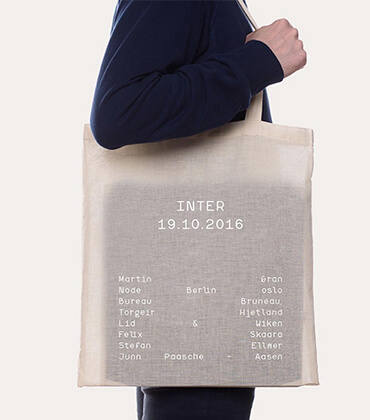 INTER
19.10.2016
Martin Gran
Node Berlin oslo
Bureau Bruneau,
Torgeir Hjetland
Lid & Wiken
Felix Skaara
Stefan Ellmer
Junn Paasche - Aasen